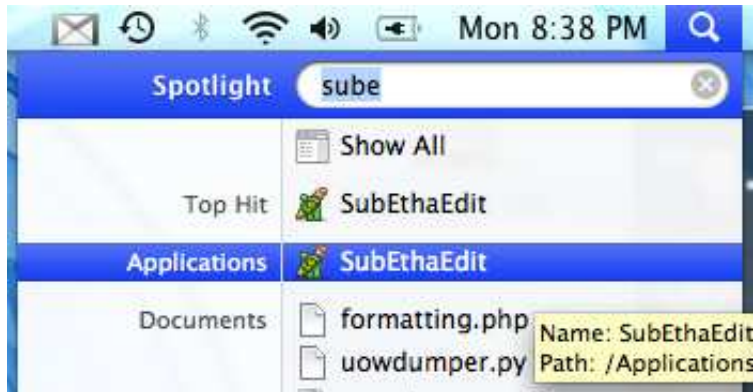 Mon 8:38 PM
Spotlight sube
Show All
Top Hit SubEthaEdit
Applications SubEthaEdit
Documents formatting.php
uowdumper.py
Name: SubEthaEdit
Path: /Applications